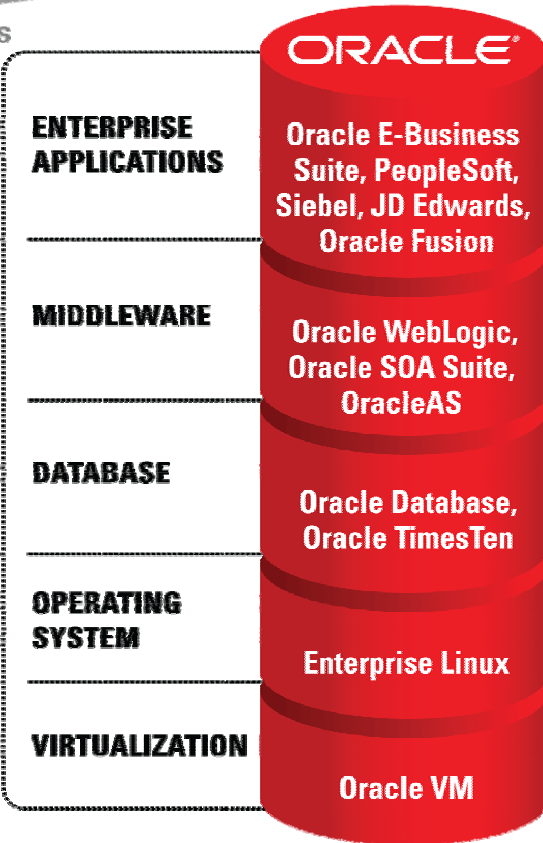 s
ORACLE®
ENTERPRISE
APPLICATIONS
Oracle E-Business
Suite, PeopleSoft,
Siebel, JD Edwards,
Oracle Fusion
MIDDLEWARE
Oracle WebLogic,
Oracle SOA Suite,
OracleAS
DATABASE
Oracle Database,
Oracle TimesTen
OPERATING
SYSTEM
Enterprise Linux
VIRTUALIZATION
Oracle VM